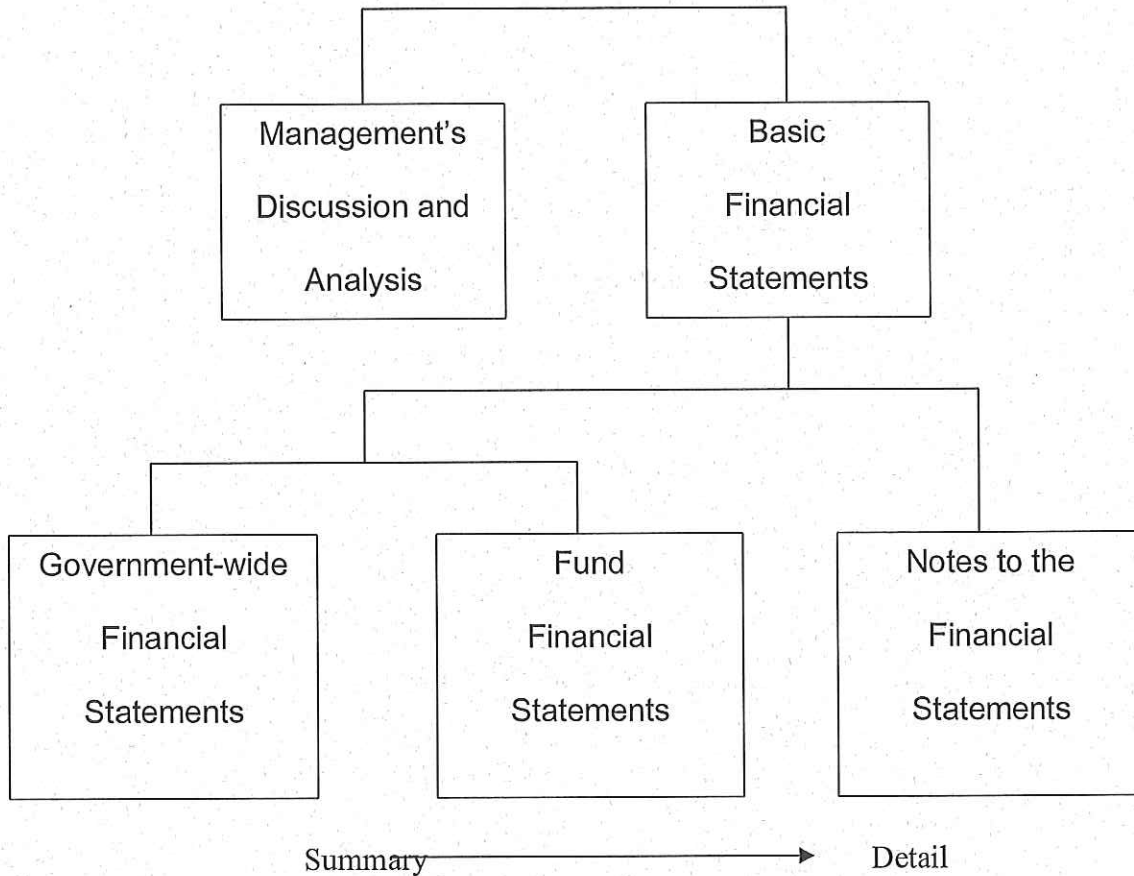 Management's
Discussion and
Analysis
Basic
Financial
Statements
Government-wide
Financial
Statements
Fund
Financial
Statements
Notes to the
Financial
Statements
Summary
Detail